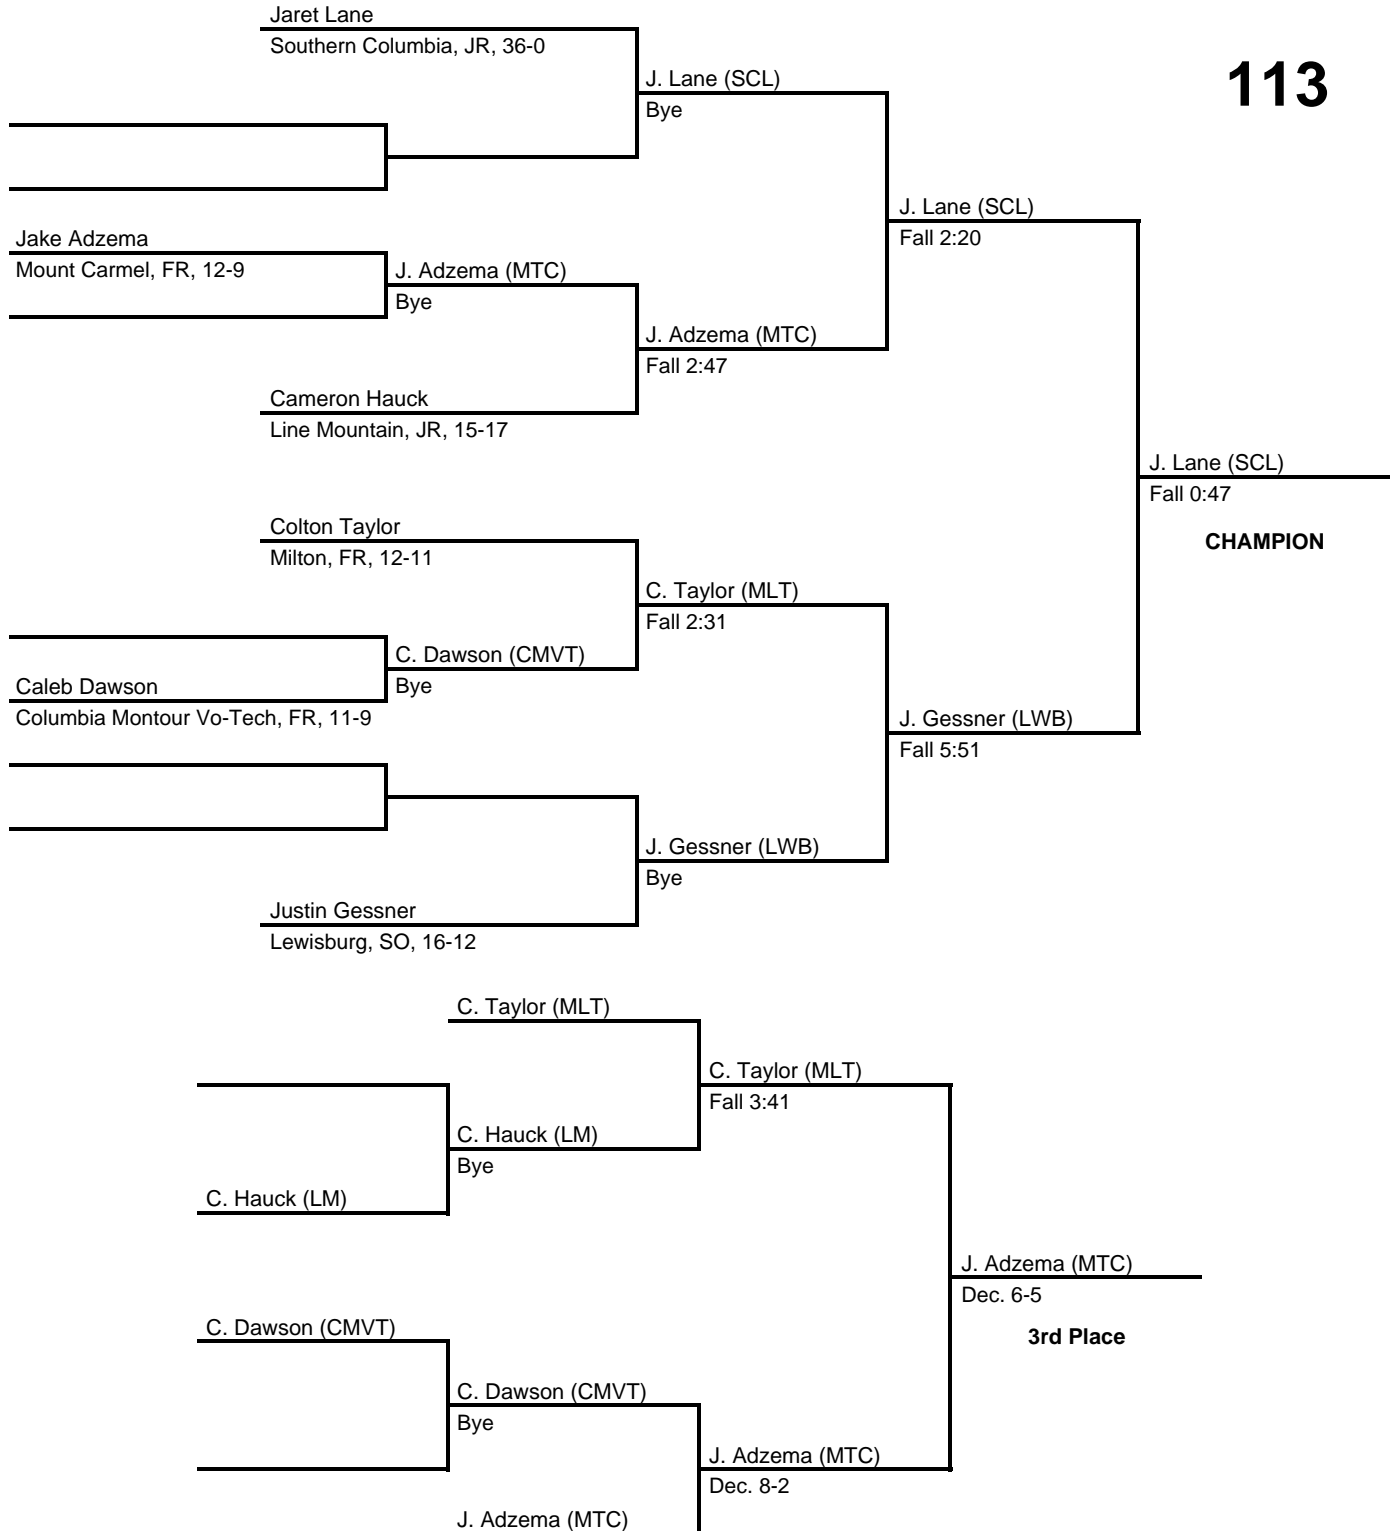 Jaret Lane
Southern Columbia, JR, 36-0
113
J. Lane (SCL)
Bye
J. Lane (SCL)
Fall 2:20
Jake Adzema
Mount Carmel, FR, 12-9
J. Adzema (MTC)
Bye
J. Adzema (MTC)
Fall 2:47
Cameron Hauck
Line Mountain, JR, 15-17
J. Lane (SCL)
Fall 0:47
CHAMPION
Colton Taylor
Milton, FR, 12-11
C. Taylor (MLT)
Fall 2:31
C. Dawson (CMVT)
Bye
Caleb Dawson
Columbia Montour Vo-Tech, FR, 11-9
J. Gessner (LWB)
Fall 5:51
J. Gessner (LWB)
Bye
Justin Gessner
Lewisburg, SO, 16-12
C. Taylor (MLT)
C. Taylor (MLT)
Fall 3:41
C. Hauck (LM)
Bye
C. Hauck (LM)
J. Adzema (MTC)
Dec. 6-5
3rd Place
C. Dawson (CMVT)
C. Dawson (CMVT)
Bye
J. Adzema (MTC)
Dec. 8-2
J. Adzema (MTC)